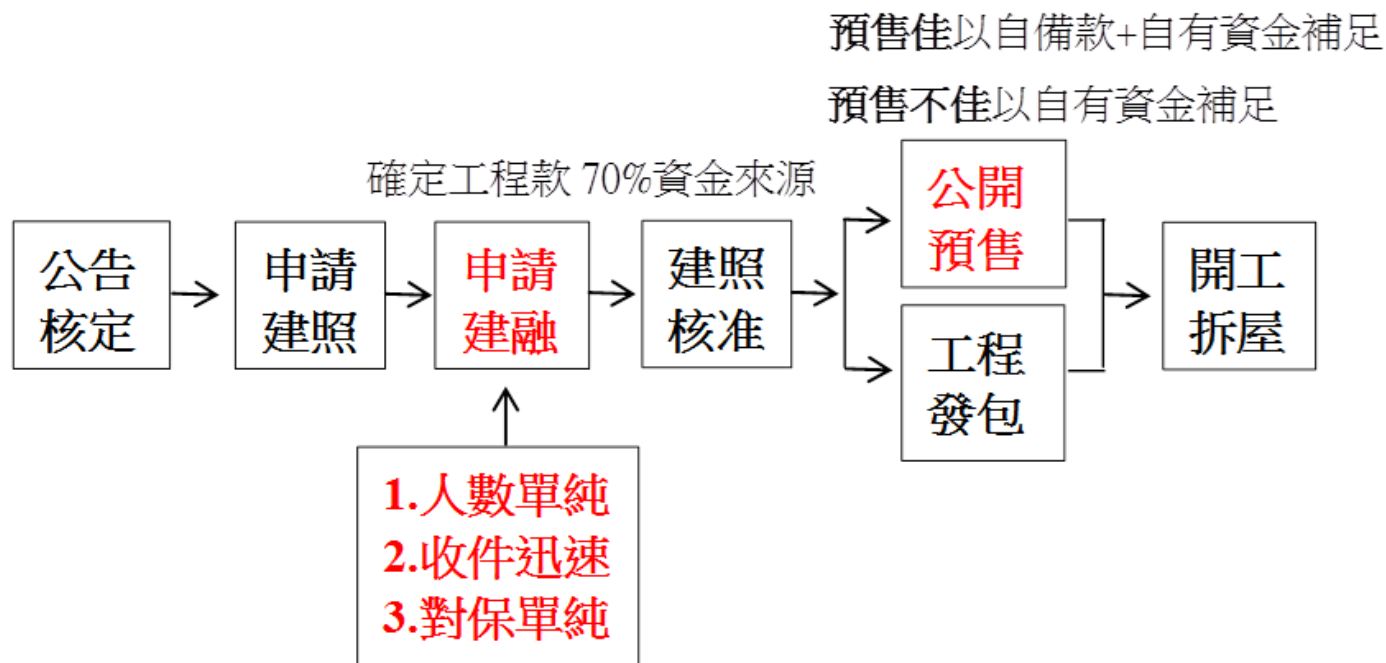 預售佳以自備款+自有資金補足
預售不佳以自有資金補足
確定工程款 70%資金來源
公告
核定
申請
建照
申請
建融
建照
核准
公開
預售
工程
發包
開工
拆屋
1.人數單純
2.收件迅速
3.對保單純